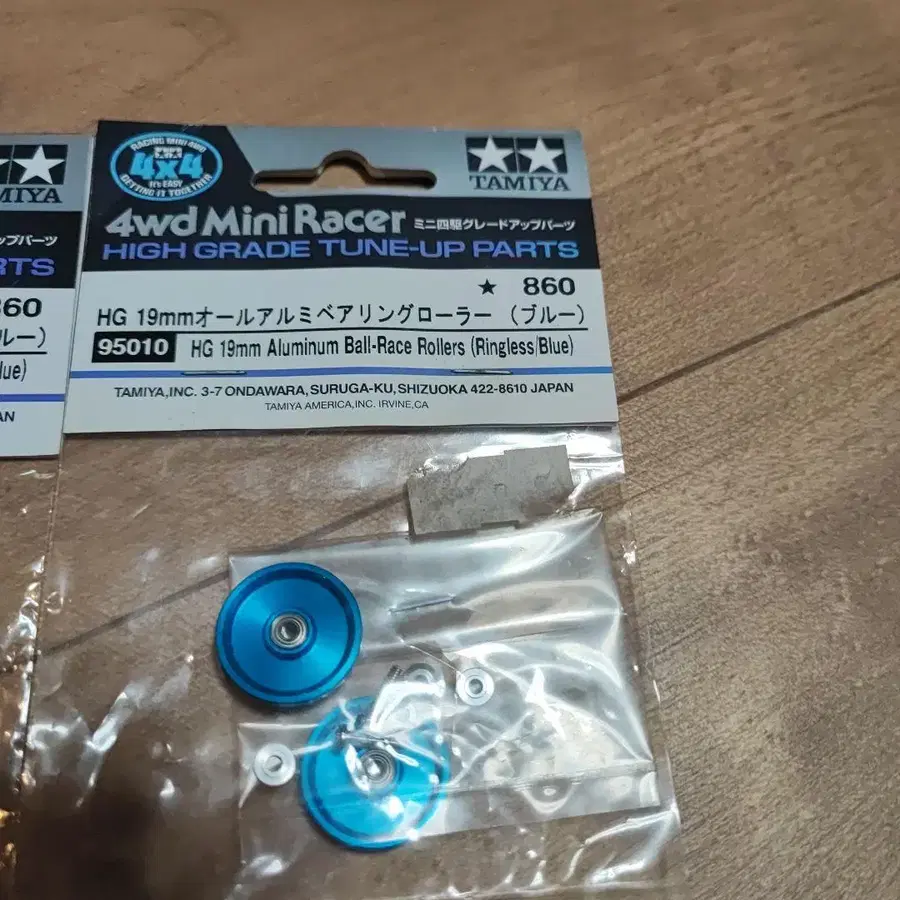 MIYA
ップパーツ
RTS
860
ルー)
lue)
AN
RACING MINI 4WD
4x4
It's EASY
GETTING IT TOGETHER
TAMIYA
4wd Mini Racer ミニ四駆グレードアップパーツ
HIGH GRADE TUNE-UP PARTS
★ 860
HG 19mmオールアルミベアリングローラー (ブルー)
95010 HG 19mm Aluminum Ball-Race Rollers (Ringless/Blue)
TAMIYA,INC. 3-7 ONDAWARA, SURUGA-KU, SHIZUOKA 422-8610 JAPAN
TAMIYA AMERICA,INC. IRVINE,CA